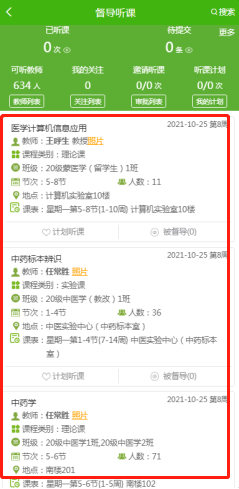 督导听课
搜索
已听课
待提交
更多
0 次
0 条
可听教师
我的关注
邀请听课
听课计划
634 人
0
0/0 次
0/0 次
教师列表
关注列表
审批列表
我的计划
医学计算机信息应用
2021-10-25 第8周
教师：王崢生 教授照片
课程类别：理论课
班级：20级蒙医学（留学生）1班
节次：5-8节
人数：11
地点：计算机实验室10楼
课表：星期一第5-8节(1-10周) 计算机实验室10楼
计划听课
被督导(0)
中药标本辨识
2021-10-25 第8周
教师：任常胜 照片
课程类别：实验课
班级：20级中医学（教改）1班
节次：1-4节
人数：36
地点：中医实验中心（中药标本室）
课表：星期一第1-4节(7-14周) 中医实验中心（中药标本
室）
计划听课
被督导(0)
中药学
2021-10-25 第8周
教师：任常胜 照片
课程类别：理论课
班级：20级中医学1班,20级中医学2班
节次：5-6节
人数：71
地点：南楼201
课表：星期一第5-6节(1-5周) 南楼102